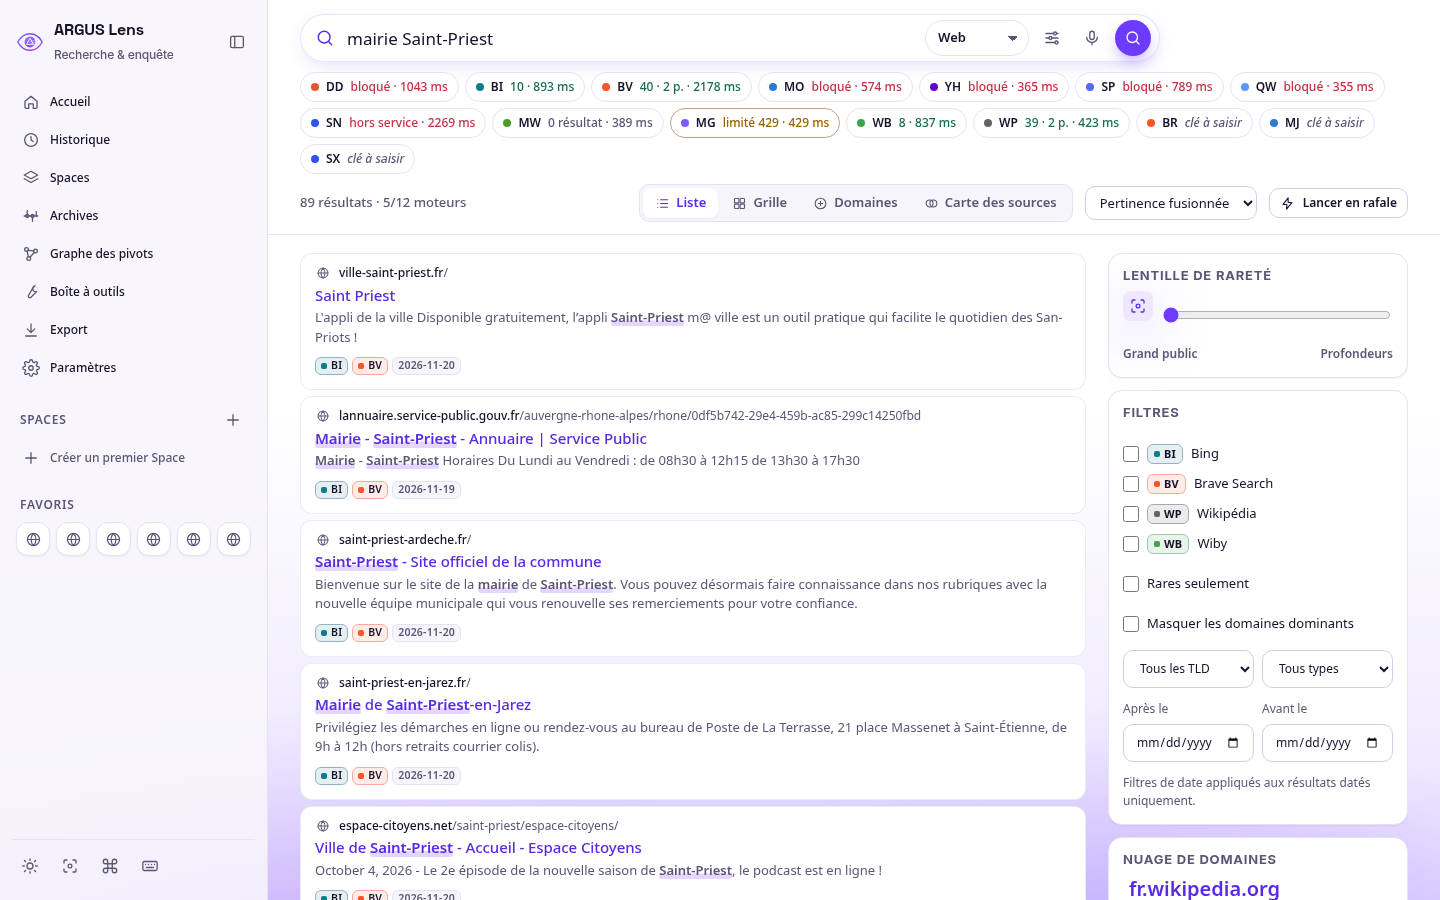 ARGUS Lens
Recherche & enquête
Accueil
Historique
Spaces
Archives
Graphe des pivots
Boîte à outils
Export
Paramètres
SPACES
Créer un premier Space
FAVORIS
mairie Saint-Priest
Web
DD bloqué · 1043 ms
BI 10 · 893 ms
BV 40 · 2 p. · 2178 ms
MO bloqué · 574 ms
YH bloqué · 365 ms
SP bloqué · 789 ms
QW bloqué · 355 ms
SN hors service · 2269 ms
MW 0 résultat · 389 ms
MG limité 429 · 429 ms
WB 8 · 837 ms
WP 39 · 2 p. · 423 ms
BR clé à saisir
MJ clé à saisir
SX clé à saisir
89 résultats · 5/12 moteurs
Liste
Grille
Domaines
Carte des sources
Pertinence fusionnée
Lancer en rafale
ville-saint-priest.fr/
Saint Priest
L'appli de la ville Disponible gratuitement, l'appli Saint-Priest m@ ville est un outil pratique qui facilite le quotidien des San-
Priots !
BI BV 2026-11-20
lannuaire.service-public.gouv.fr/auvergne-rhone-alpes/rhone/0df5b742-29e4-459b-ac85-299c14250fbd
Mairie - Saint-Priest - Annuaire | Service Public
Mairie - Saint-Priest Horaires Du Lundi au Vendredi : de 08h30 à 12h15 de 13h30 à 17h30
BI BV 2026-11-19
saint-priest-ardeche.fr/
Saint-Priest - Site officiel de la commune
Bienvenue sur le site de la mairie de Saint-Priest. Vous pouvez désormais faire connaissance dans nos rubriques avec la
nouvelle équipe municipale qui vous renouvelle ses remerciements pour votre confiance.
BI BV 2026-11-20
saint-priest-en-jarez.fr/
Mairie de Saint-Priest-en-Jarez
Privilégiez les démarches en ligne ou rendez-vous au bureau de Poste de La Terrasse, 21 place Massenet à Saint-Étienne, de
9h à 12h (hors retraits courrier colis).
BI BV 2026-11-20
espace-citoyens.net/saint-priest/espace-citoyens/
Ville de Saint-Priest - Accueil - Espace Citoyens
October 4, 2026 - Le 2e épisode de la nouvelle saison de Saint-Priest, le podcast est en ligne !
BI BV 2026-11-20
LENTILLE DE RARETÉ
Grand public
Profondeurs
FILTRES
BI Bing
BV Brave Search
WP Wikipédia
WB Wiby
Rares seulement
Masquer les domaines dominants
Tous les TLD
Tous types
Après le
Avant le
mm/dd/yyyy
mm/dd/yyyy
Filtres de date appliqués aux résultats datés
uniquement.
NUAGE DE DOMAINES
fr.wikipedia.org